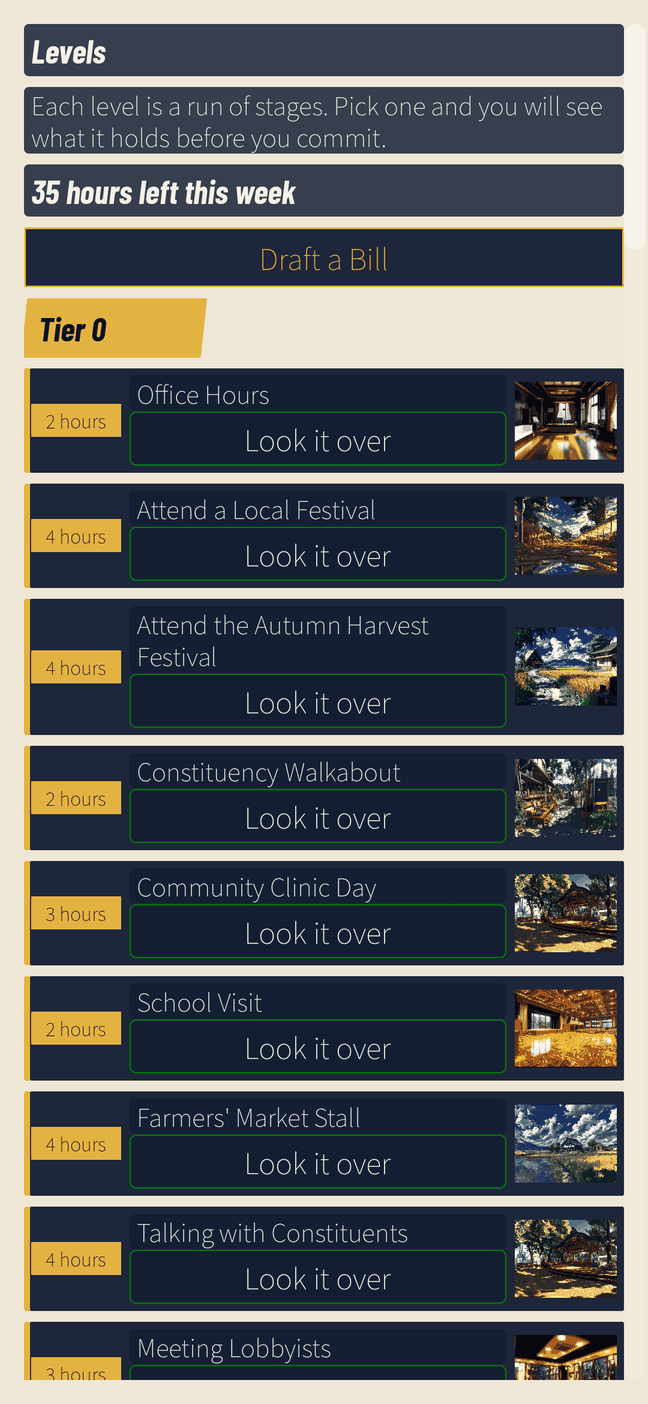 Levels
Each level is a run of stages. Pick one and you will see
what it holds before you commit.
35 hours left this week
Draft a Bill
Tier 0
Office Hours
2 hours
Look it over
Attend a Local Festival
4 hours
Look it over
Attend the Autumn Harvest
Festival
4 hours
Look it over
Constituency Walkabout
2 hours
Look it over
Community Clinic Day
3 hours
Look it over
School Visit
2 hours
Look it over
Farmers' Market Stall
4 hours
Look it over
Talking with Constituents
4 hours
Look it over
Meeting Lobbyists
3 hours